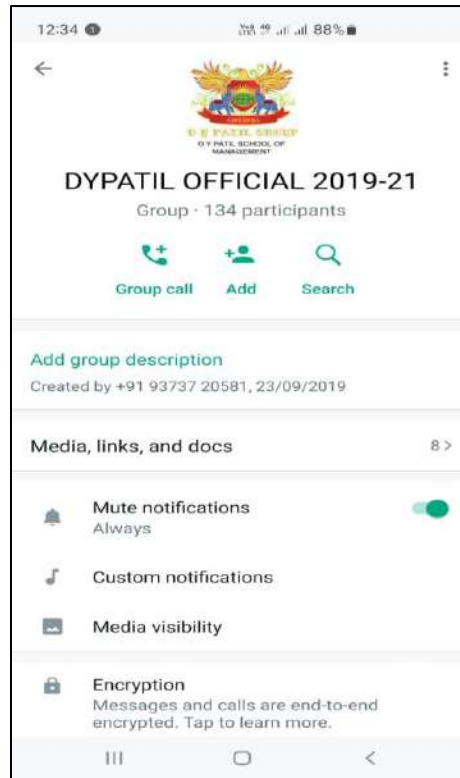 12:34
88%
D Y PATIL GROUP
D Y PATIL SCHOOL OF
MANAGEMENT
DYPATIL OFFICIAL 2019-21
Group · 134 participants
Group call Add Search
Add group description
Created by +91 93737 20581, 23/09/2019
Media, links, and docs 8 >
Mute notifications
Always
Custom notifications
Media visibility
Encryption
Messages and calls are end-to-end
encrypted. Tap to learn more.